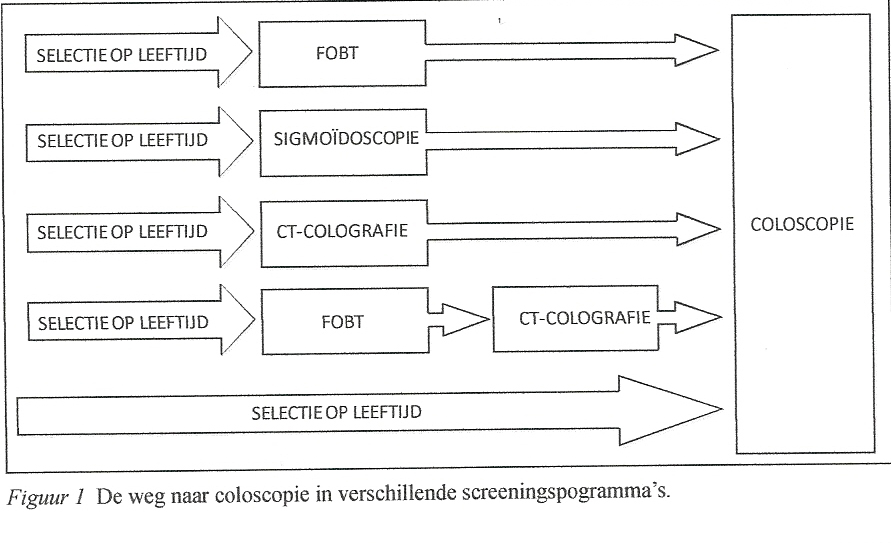 SELECTIE OP LEEFTIJD FOBT
SELECTIE OP LEEFTIJD SIGMOÏDOSCOPIE
SELECTIE OP LEEFTIJD CT-COLOGRAFIE COLOSCOPIE
SELECTIE OP LEEFTIJD FOBT CT-COLOGRAFIE
SELECTIE OP LEEFTIJD
Figuur 1 De weg naar coloscopie in verschillende screeningspogramma's.